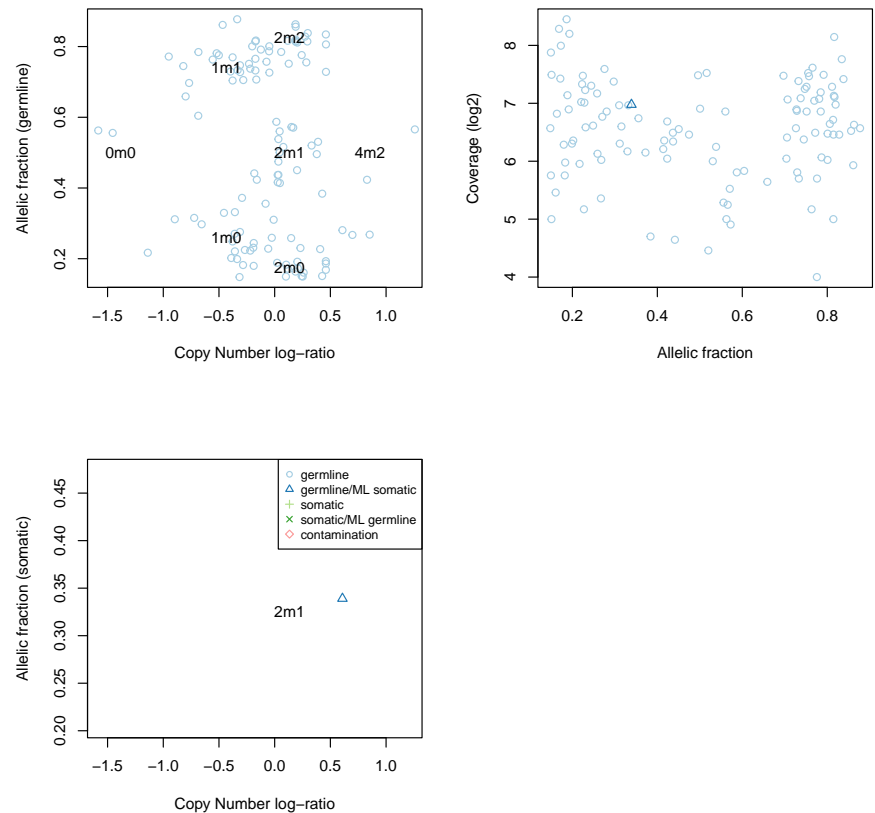 Allelic fraction (germline)
0.2 0.4 0.6 0.8
2m2
1m1
0m0 2m1 4m2
1m0
2m0
−1.5 −1.0 −0.5 0.0 0.5 1.0
Copy Number log−ratio
Coverage (log2)
4 5 6 7 8
0.2 0.4 0.6 0.8
Allelic fraction
Allelic fraction (somatic)
0.20 0.25 0.30 0.35 0.40 0.45
germline
germline/ML somatic
somatic
somatic/ML germline
contamination
2m1
−1.5 −1.0 −0.5 0.0 0.5 1.0
Copy Number log−ratio